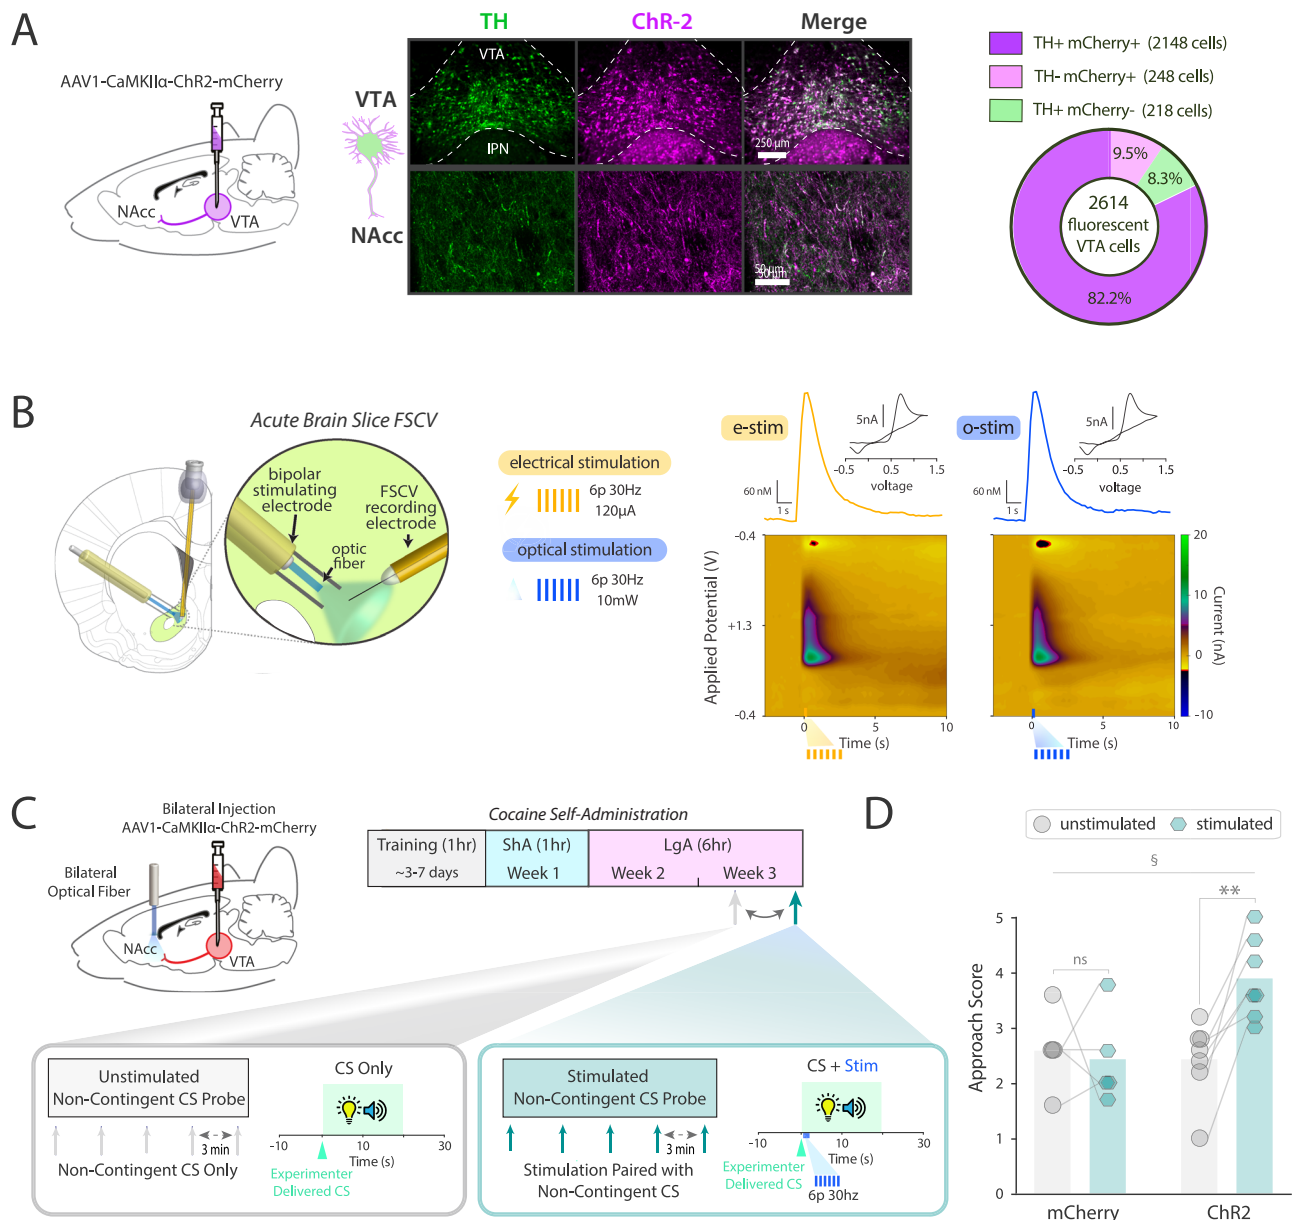 A
AAV1-CaMKIIα-ChR2-mCherry
NAcc
VTA
VTA
NAcc
TH
ChR-2
Merge
VTA
IPN
250 µm
50 µm
TH+ mCherry+ (2148 cells)
TH- mCherry+ (248 cells)
TH+ mCherry- (218 cells)
9.5%
8.3%
2614
fluorescent
VTA cells
82.2%
B
Acute Brain Slice FSCV
bipolar
stimulating
electrode
FSCV
recording
electrode
optic
fiber
electrical stimulation
6p 30Hz
120µA
optical stimulation
6p 30Hz
10mW
e-stim
5nA
-0.5
0.5
1.5
voltage
60 nM
1 s
o-stim
5nA
-0.5
0.5
1.5
voltage
60 nM
1 s
Applied Potential (V)
-0.4
+1.3
-0.4
0
5
10
Time (s)
0
5
10
Time (s)
20
10
0
-10
Current (nA)
C
Bilateral Injection
AAV1-CaMKIIα-ChR2-mCherry
Bilateral
Optical Fiber
NAcc
VTA
Cocaine Self-Administration
Training (1hr)
~3-7 days
ShA (1hr)
Week 1
LgA (6hr)
Week 2
Week 3
Unstimulated
Non-Contingent CS Probe
3 min
Non-Contingent CS Only
CS Only
-10
0
10
30
Time (s)
Experimenter
Delivered CS
Stimulated
Non-Contingent CS Probe
3 min
Stimulation Paired with
Non-Contingent CS
CS + Stim
-10
0
10
30
Time (s)
Experimenter
Delivered CS
6p 30hz
D
unstimulated
stimulated
§
**
ns
Approach Score
5
4
3
2
1
0
mCherry
ChR2